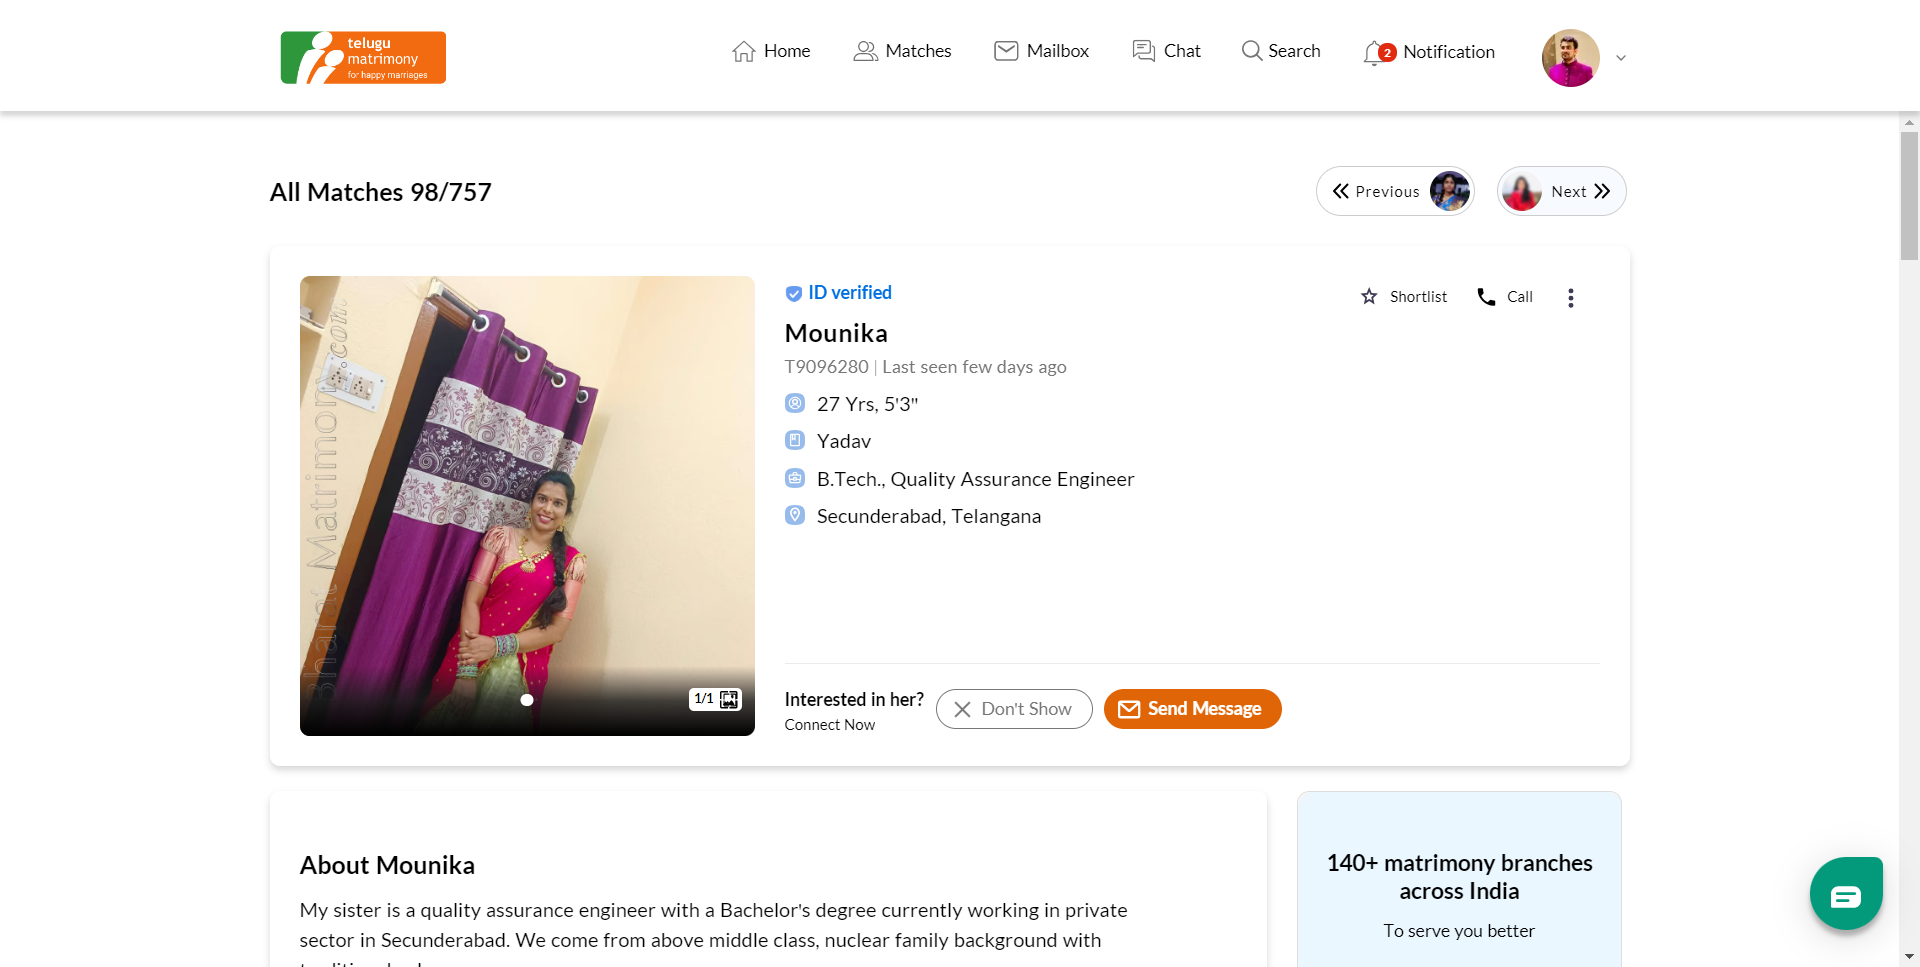 telugu
matrimony
for happy marriages
Home
Matches
Mailbox
Chat
Search
2
Notification
All Matches 98/757
Previous
Next
Bharat Matrimony.com
1/1
ID verified
Shortlist
Call
Mounika
T9096280 | Last seen few days ago
27 Yrs, 5'3"
Yadav
B.Tech., Quality Assurance Engineer
Secunderabad, Telangana
Interested in her?
Connect Now
Don't Show
Send Message
About Mounika
My sister is a quality assurance engineer with a Bachelor's degree currently working in private
sector in Secunderabad. We come from above middle class, nuclear family background with
140+ matrimony branches
across India
To serve you better